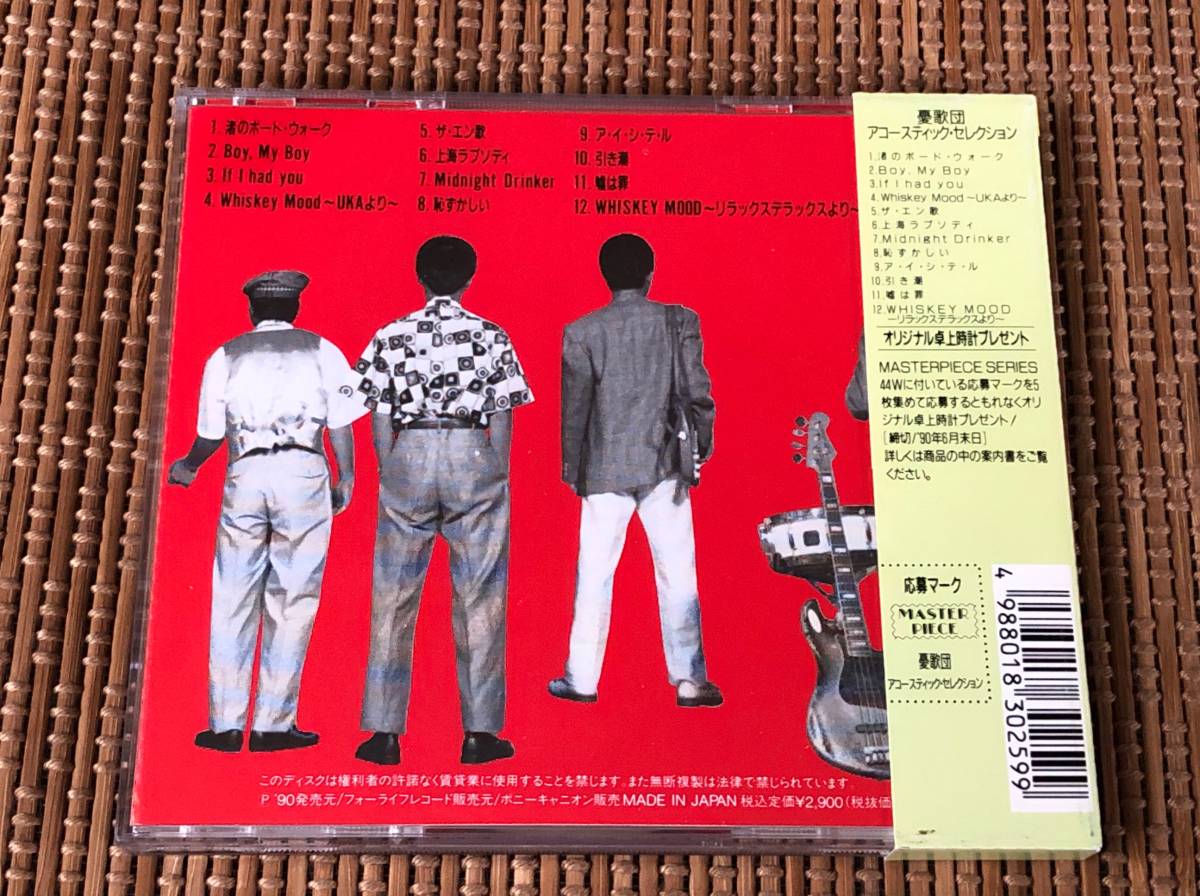 1. 渚のボード・ウォーク
2. Boy, My Boy
3. If I had you
4. Whiskey Mood〜UKAより〜
5. ザ・エン歌
6. 上海ラプソディ
7. Midnight Drinker
8. 恥ずかしい
9. ア・イ・シ・テ・ル
10. 引き潮
11. 嘘は罪
12. WHISKEY MOOD〜リラックスデラックスより〜
このディスクは権利者の許諾なく賃貸業に使用することを禁じます。また無断複製は法律で禁じられています。
P '90発売元/フォーライフレコード販売元/ポニーキャニオン販売 MADE IN JAPAN 税込定価¥2,900(税抜価
憂歌団
アコースティック・セレクション
1.渚のボード・ウォーク
2.Boy, My Boy
3.If I had you
4.Whiskey Mood〜UKAより〜
5.ザ・エン歌
6.上海ラプソディ
7.Midnight Drinker
8.恥ずかしい
9.ア・イ・シ・テ・ル
10.引き潮
11.嘘は罪
12.WHISKEY MOOD
〜リラックスデラックスより〜
オリジナル卓上時計プレゼント
MASTERPIECE SERIES
44Wに付いている応募マークを5
枚集めて応募するともれなくオリ
ジナル卓上時計プレゼント!
[締切/'90年6月末日]
詳しくは商品の中の案内書をご覧
ください。
応募マーク
MASTER
PIECE
憂歌団
アコースティック・セレクション
4 988018 302599